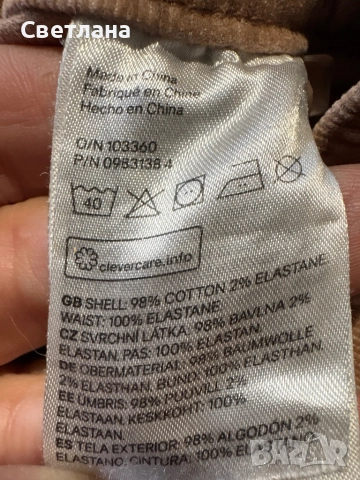 Светлана
Made in China
Fabriqué en Chine
Hecho en China
O/N 103360
P/N 0983138-4
40
clevercare.info
GB SHELL: 98% COTTON 2% ELASTANE.
WAIST: 100% ELASTANE.
CZ SVRCHNÍ LÁTKA: 98% BAVLNA 2%
ELASTAN. PAS: 100% ELASTAN.
DE OBERMATERIAL: 98% BAUMWOLLE
2% ELASTHAN. BUND: 100% ELASTHAN.
EE ÜMBRIS: 98% PUUVILL 2%
ELASTAAN. KESKKOHT: 100%
ELASTAAN.
ES TELA EXTERIOR: 98% ALGODÓN 2%
ELASTANO. CINTURA: 100%
bazar